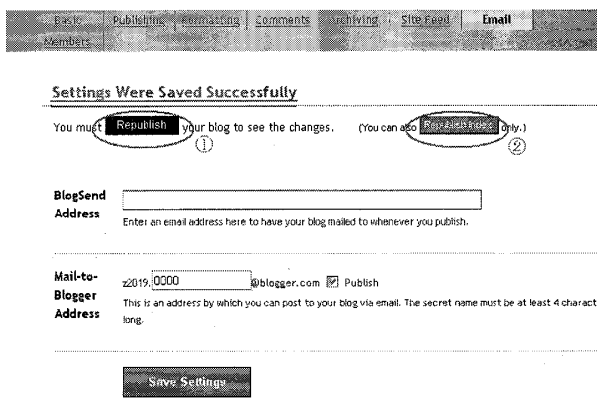 Basic Publishing Formatting Comments Archiving Site Feed Email
Members
Settings Were Saved Successfully
You must Republish your blog to see the changes. (You can also Republish Index only.)
① ②
BlogSend
Address
Enter an email address here to have your blog mailed to whenever you publish.
Mail-to-
Blogger
Address
z2019. 0000 @blogger.com Publish
This is an address by which you can post to your blog via email. The secret name must be at least 4 charact
long.
Save Settings